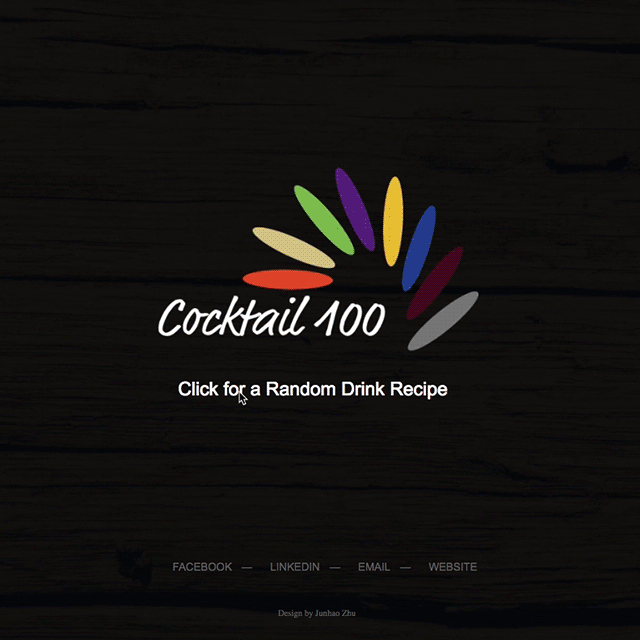 Cocktail 100
Click for a Random Drink Recipe
FACEBOOK — LINKEDIN — EMAIL — WEBSITE
Design by Junhao Zhu